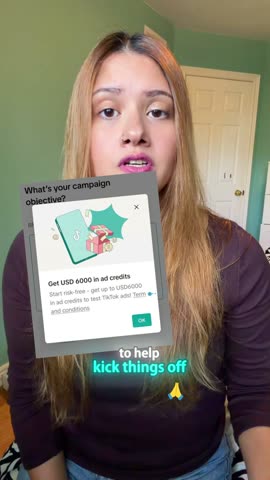 What's your campaign
objective?
Get USD 6000 in ad credits
Start risk-free - get up to USD6000
in ad credits to test TikTok ads! Term
and conditions
OK
to help
kick things off